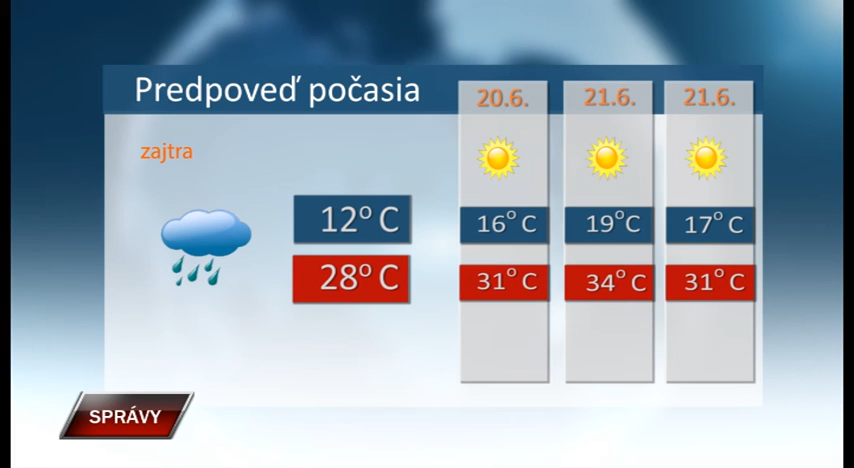 Predpoveď počasia
zajtra
12° C
28° C
20.6.
21.6.
21.6.
16° C
19°C
17° C
31° C
34° C
31° C
SPRÁVY